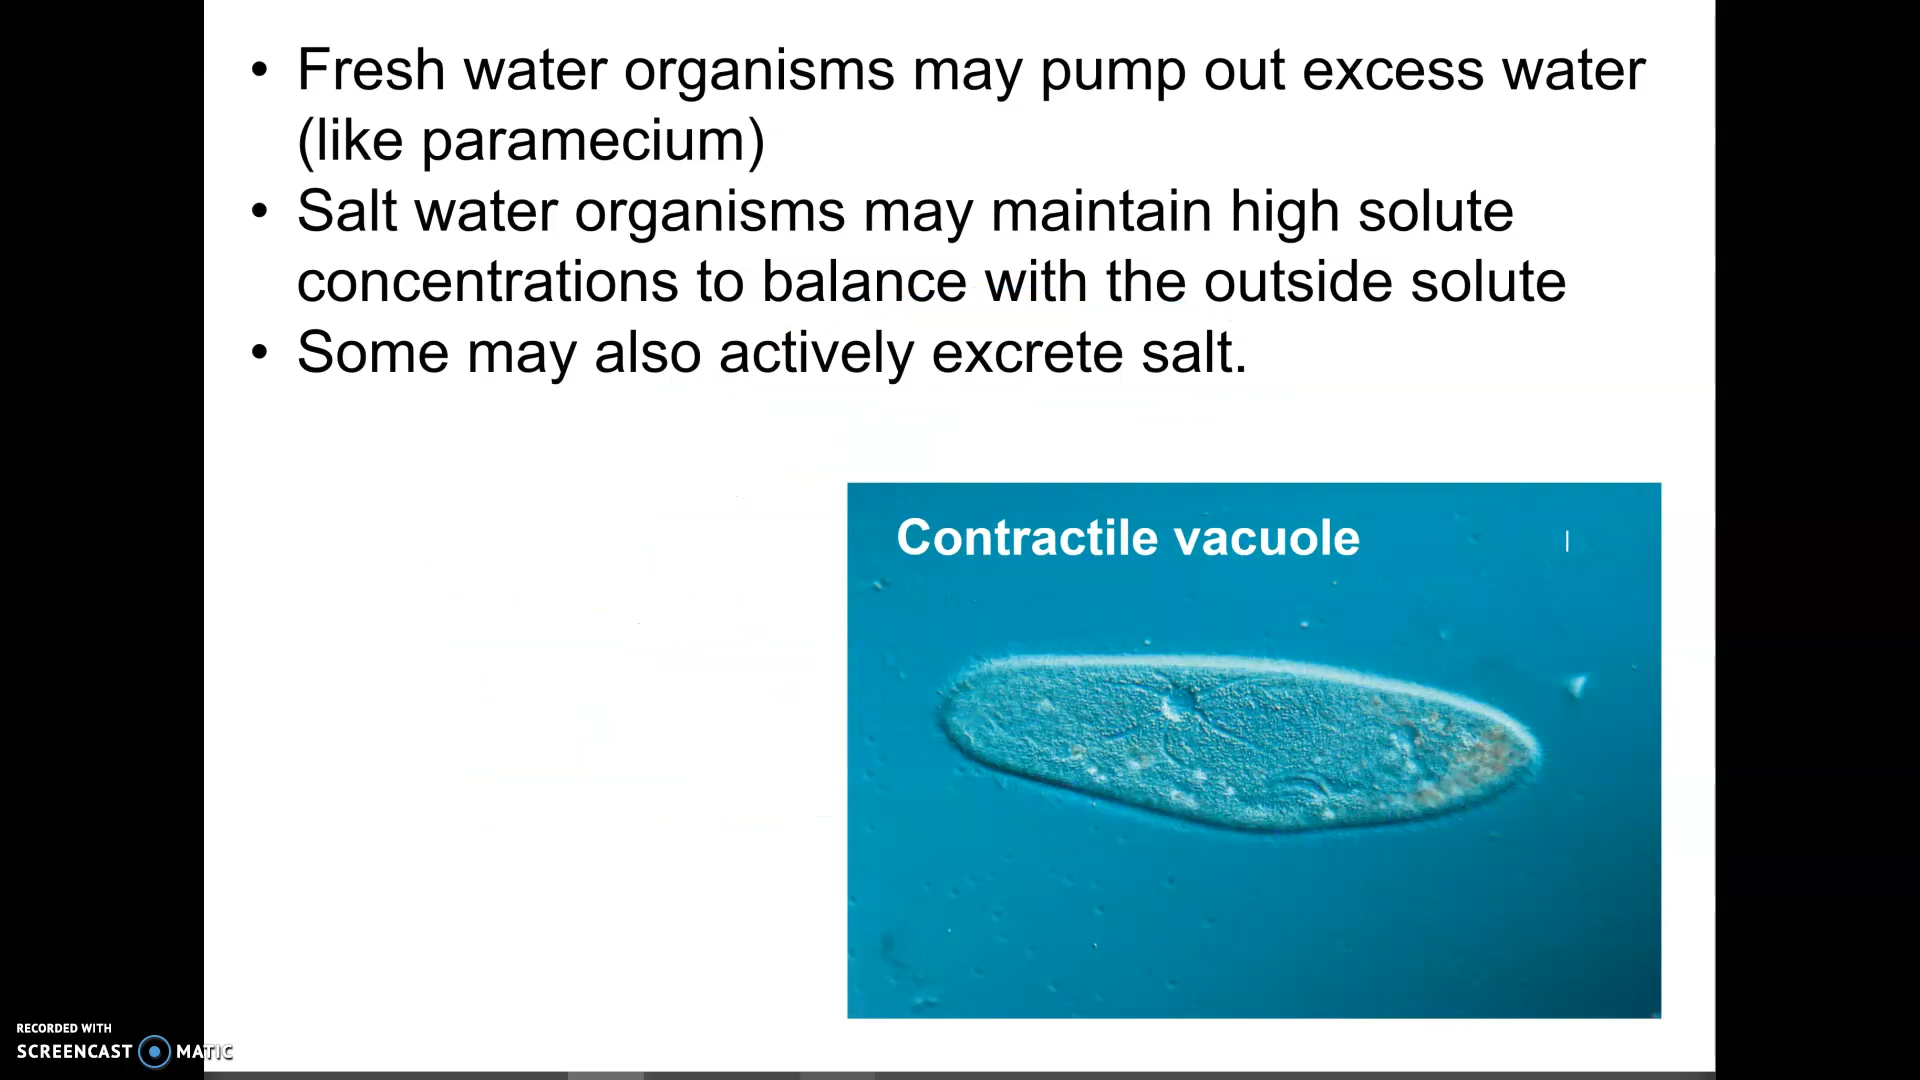 • Fresh water organisms may pump out excess water
(like paramecium)
• Salt water organisms may maintain high solute
concentrations to balance with the outside solute
• Some may also actively excrete salt.
Contractile vacuole
RECORDED WITH
SCREENCAST MATIC